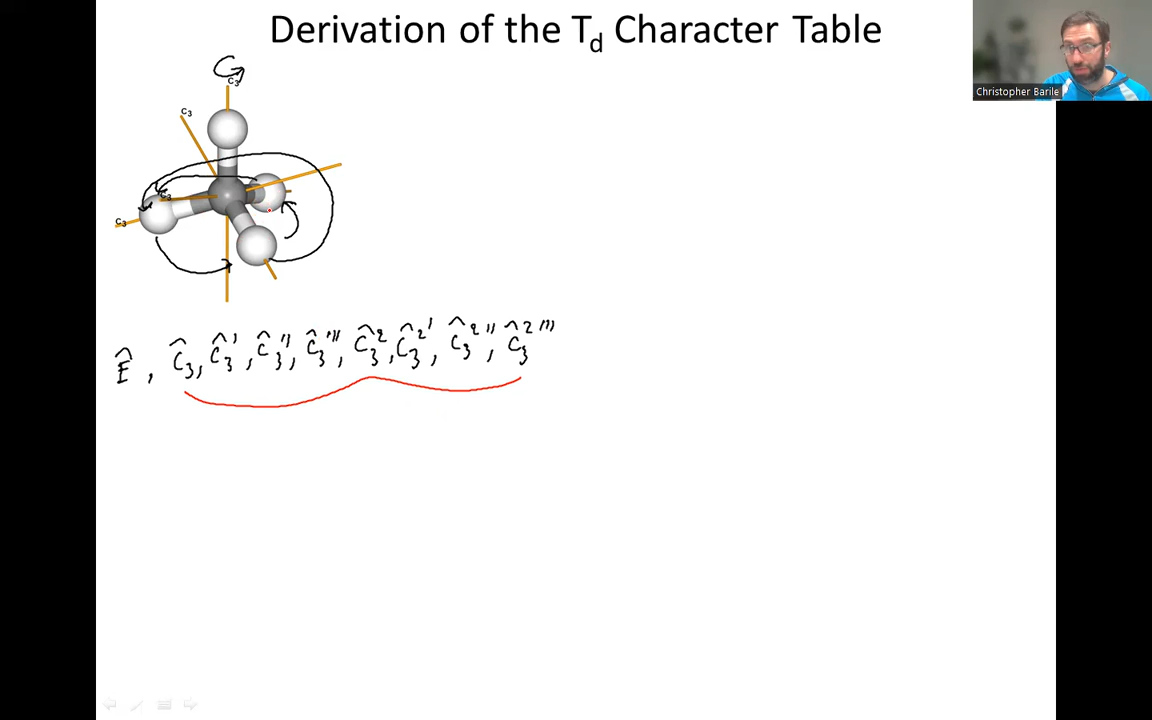 Derivation of the T_d Character Table
Christopher Barile
C₃
C₃
C₃
C₃
Ê, Ĉ₃, Ĉ₃', Ĉ₃'', Ĉ₃''', Ĉ₃², Ĉ₃²', Ĉ₃²'', Ĉ₃²'''